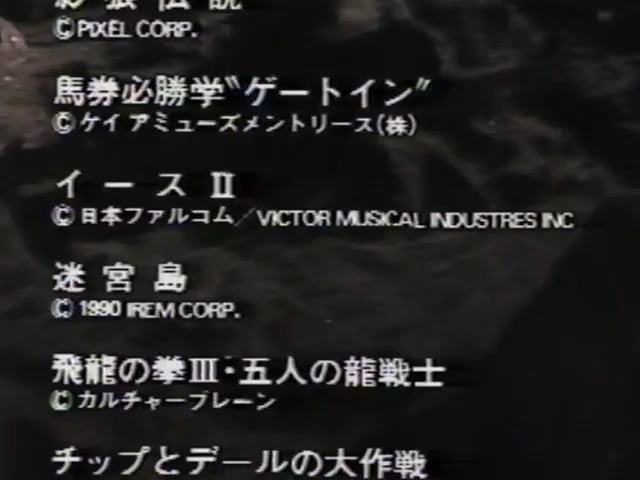 伝説
©PIXEL CORP.
馬券必勝学〝ゲートイン〟
©ケイアミューズメントリース(株)
イースⅡ
©日本ファルコム／VICTOR MUSICAL INDUSTRES INC
迷宮島
©1990 IREM CORP.
飛龍の拳Ⅲ・五人の龍戦士
©カルチャーブレーン
チップとデールの大作戦